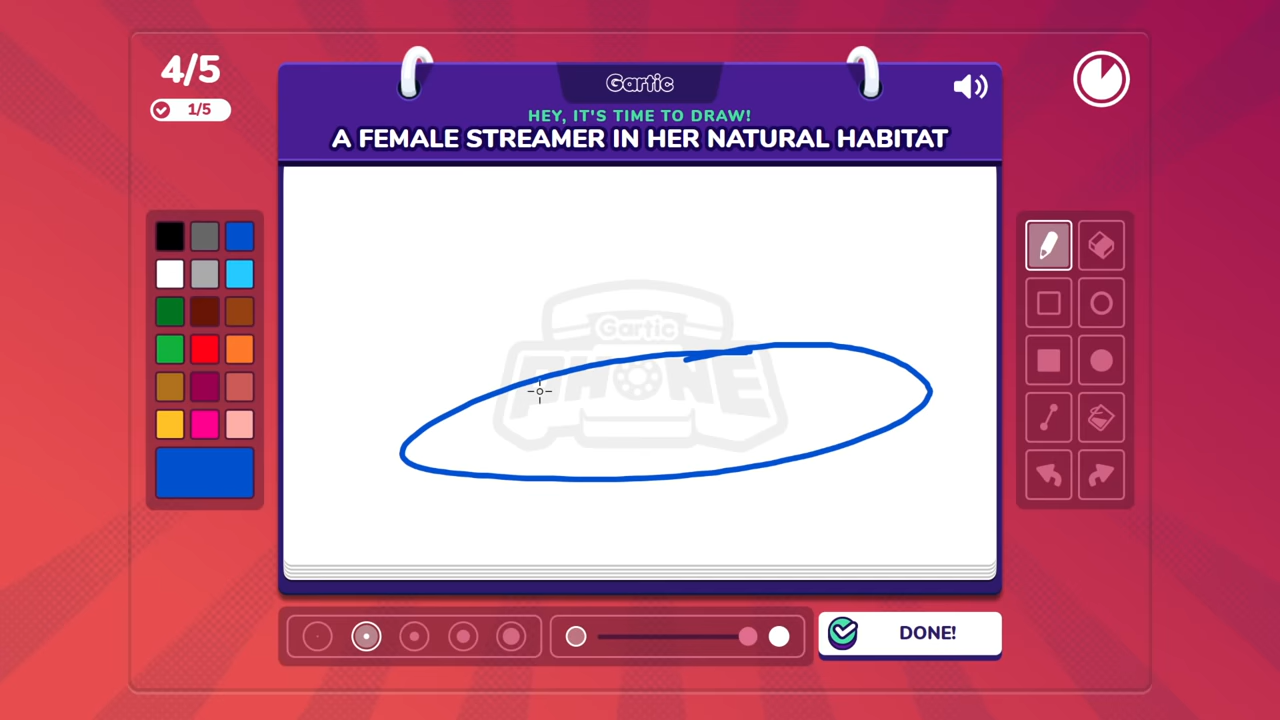 4/5
1/5
Gartic
HEY, IT'S TIME TO DRAW!
A FEMALE STREAMER IN HER NATURAL HABITAT
Gartic
PHONE
DONE!